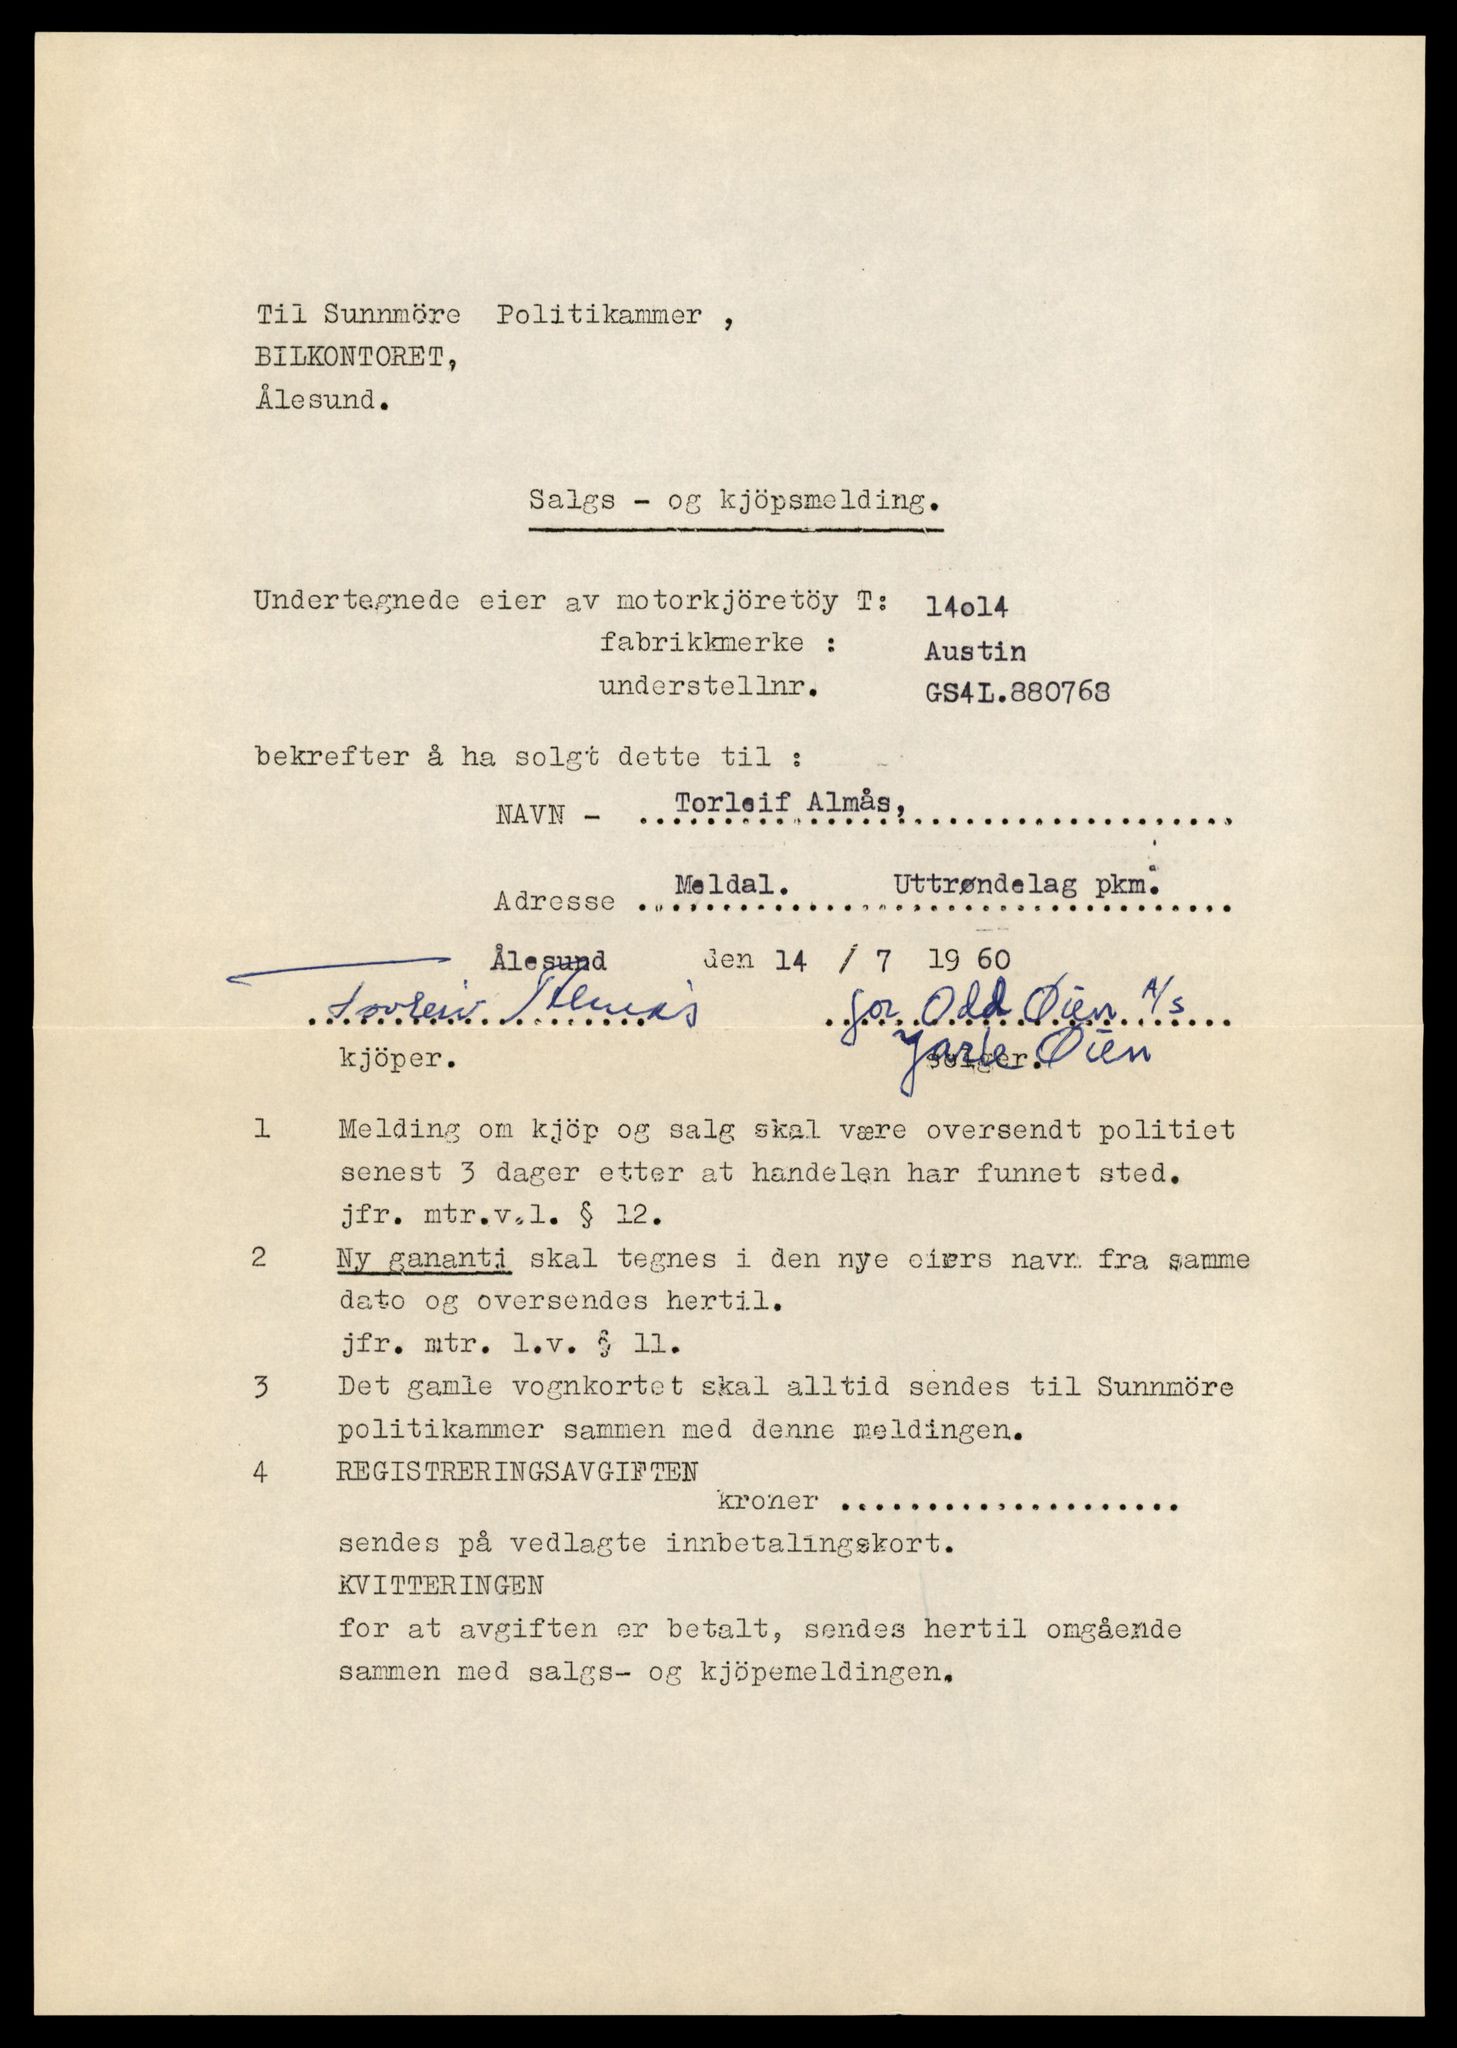 Til Sunnmöre Politikammer ,
BILKONTORET,
Ålesund.
Salgs - og kjöpsmelding.
Undertegnede eier av motorkjöretöy T: 14o14
fabrikkmerke : Austin
understellnr. GS4L.880768
bekrefter å ha solgt dette til :
NAVN - Torleif Almås,
Adresse Meldal. Uttrøndelag pkm.
Ålesund den 14 / 7 19 60
Torleiv Almås for Odd Øien A/s
kjöper. selger. Jarle Øien
1 Melding om kjöp og salg skal være oversendt politiet
senest 3 dager etter at handelen har funnet sted.
jfr. mtr.v.l. § 12.
2 Ny gananti skal tegnes i den nye eiers navn fra samme
dato og oversendes hertil.
jfr. mtr. l.v. § 11.
3 Det gamle vognkortet skal alltid sendes til Sunnmöre
politikammer sammen med denne meldingen.
4 REGISTRERINGSAVGIFTEN
kroner ....................
sendes på vedlagte innbetalingskort.
KVITTERINGEN
for at avgiften er betalt, sendes hertil omgående
sammen med salgs- og kjöpemeldingen.